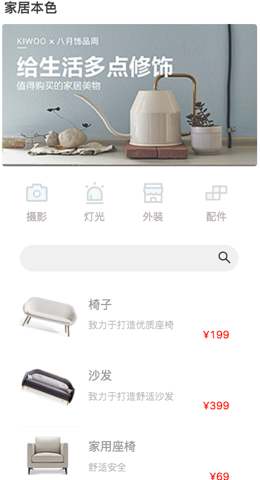 家居本色
KIWOO × 八月饰品周
给生活多点修饰
值得购买的家居美物
摄影 灯光 外装 配件
椅子
致力于打造优质座椅
¥199
沙发
致力于打造舒适沙发
¥399
家用座椅
舒适安全
¥69